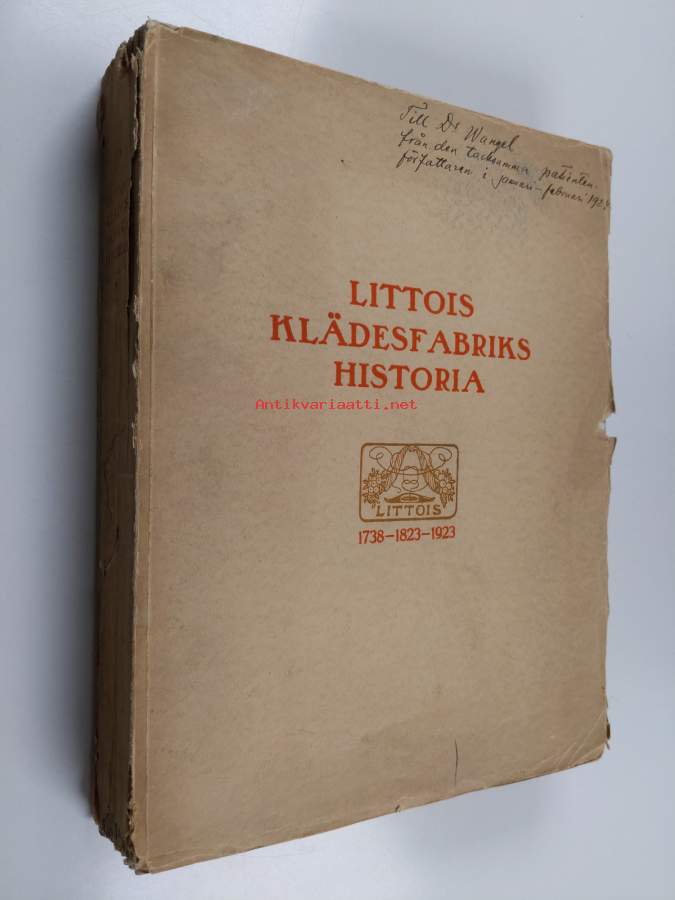 Till Dr Wangel
från den tacksamma patienten.
författaren i januari-februari 1924
LITTOIS
KLÄDESFABRIKS
HISTORIA
Antikvariaatti.net
LITTOIS
1738-1823-1923